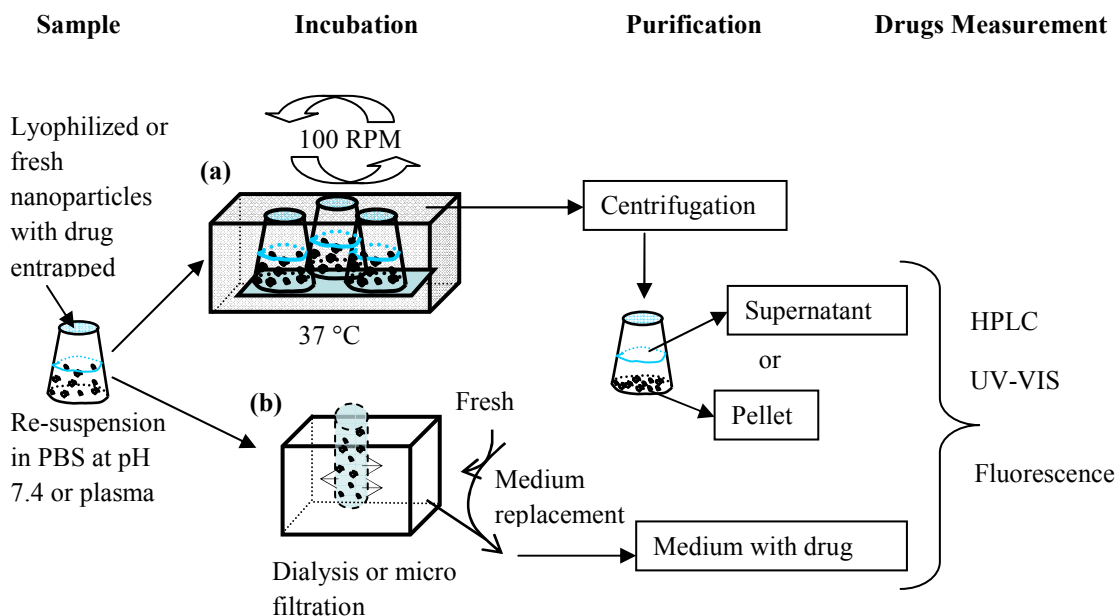 Sample
Incubation
Purification
Drugs Measurement
Lyophilized or
fresh
nanoparticles
with drug
entrapped
Re-suspension
in PBS at pH
7.4 or plasma
100 RPM
(a)
37 °C
(b)
Fresh
Medium
replacement
Dialysis or micro
filtration
Centrifugation
Supernatant
or
Pellet
Medium with drug
HPLC
UV-VIS
Fluorescence